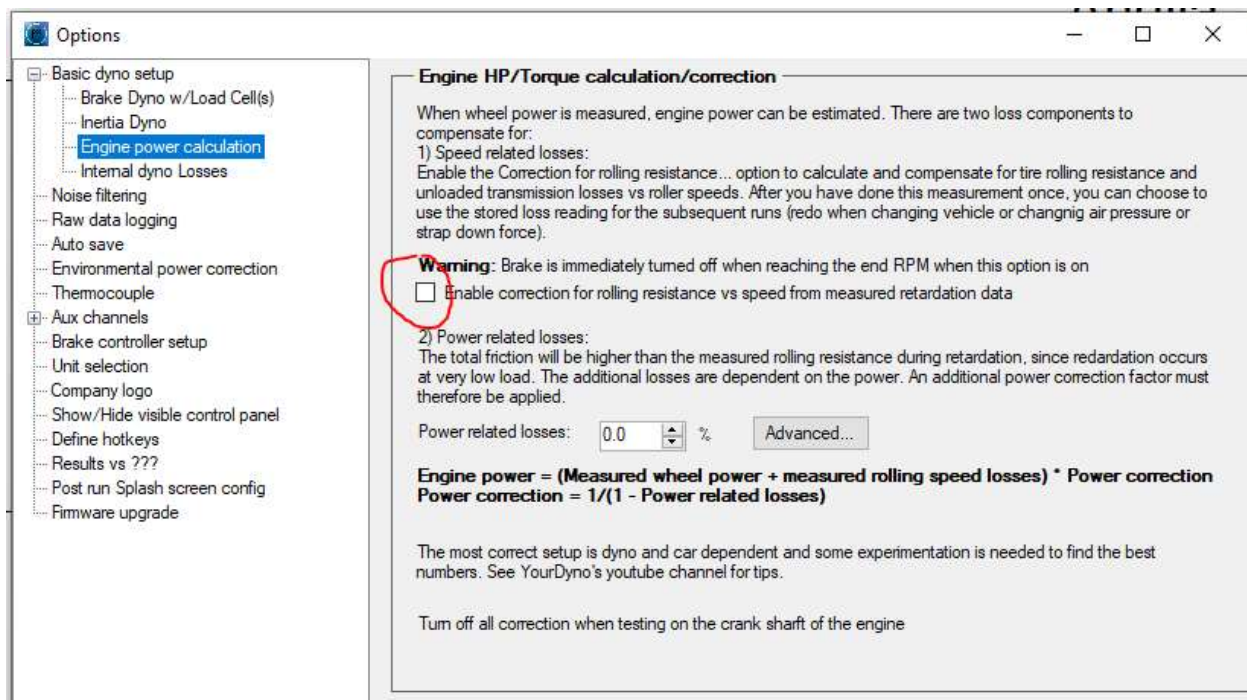 Options
Basic dyno setup
Brake Dyno w/Load Cell(s)
Inertia Dyno
Engine power calculation
Internal dyno Losses
Noise filtering
Raw data logging
Auto save
Environmental power correction
Thermocouple
Aux channels
Brake controller setup
Unit selection
Company logo
Show/Hide visible control panel
Define hotkeys
Results vs ???
Post run Splash screen config
Firmware upgrade
Engine HP/Torque calculation/correction
When wheel power is measured, engine power can be estimated. There are two loss components to
compensate for:
1) Speed related losses:
Enable the Correction for rolling resistance... option to calculate and compensate for tire rolling resistance and
unloaded transmission losses vs roller speeds. After you have done this measurement once, you can choose to
use the stored loss reading for the subsequent runs (redo when changing vehicle or changnig air pressure or
strap down force).
Warning: Brake is immediately turned off when reaching the end RPM when this option is on
Enable correction for rolling resistance vs speed from measured retardation data
2) Power related losses:
The total friction will be higher than the measured rolling resistance during retardation, since redardation occurs
at very low load. The additional losses are dependent on the power. An additional power correction factor must
therefore be applied.
Power related losses: 0.0 % Advanced...
Engine power = (Measured wheel power + measured rolling speed losses) * Power correction
Power correction = 1/(1 - Power related losses)
The most correct setup is dyno and car dependent and some experimentation is needed to find the best
numbers. See YourDyno's youtube channel for tips.
Turn off all correction when testing on the crank sharft of the engine